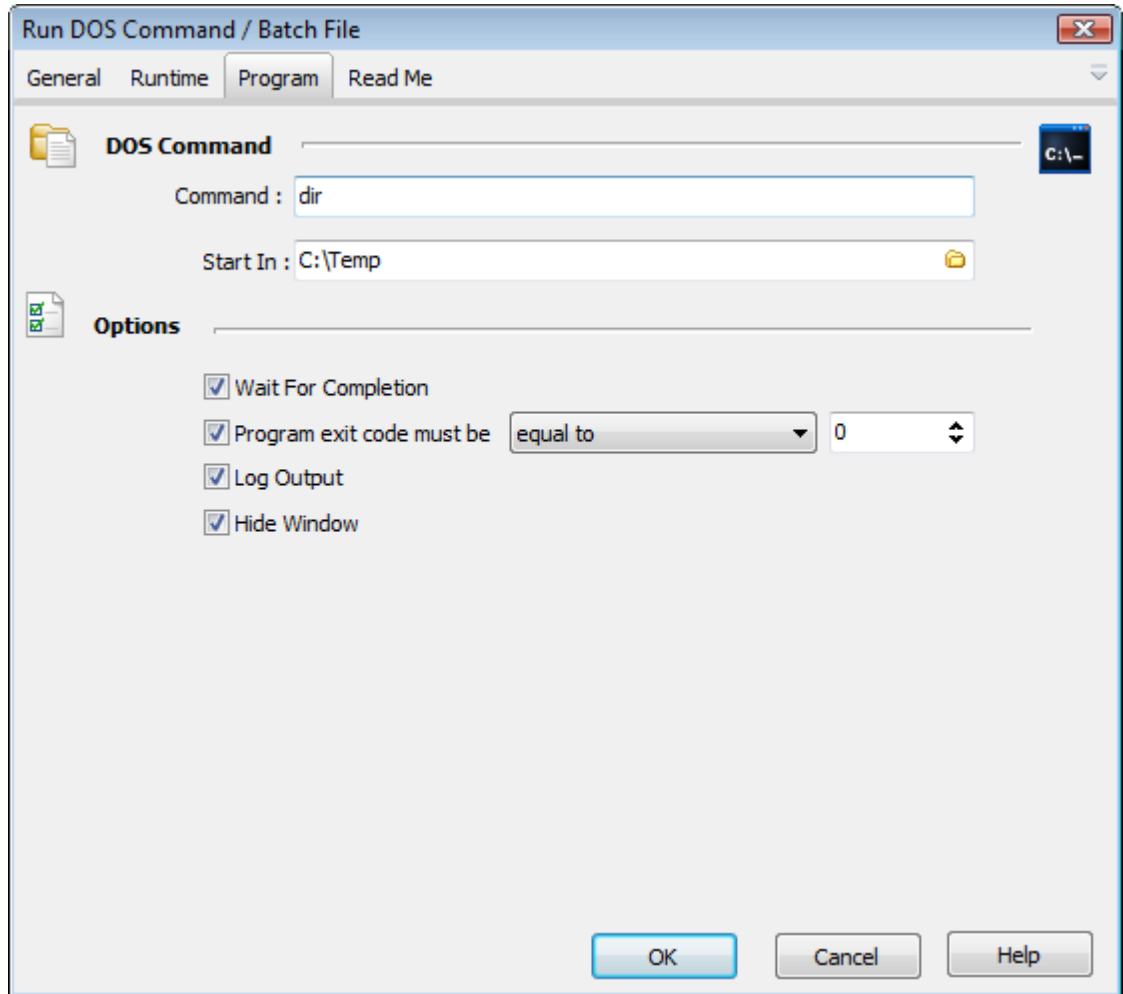 Run DOS Command / Batch File
General Runtime Program Read Me
DOS Command
C:\_
Command : dir
Start In : C:\Temp
Options
Wait For Completion
Program exit code must be equal to 0
Log Output
Hide Window
OK Cancel Help